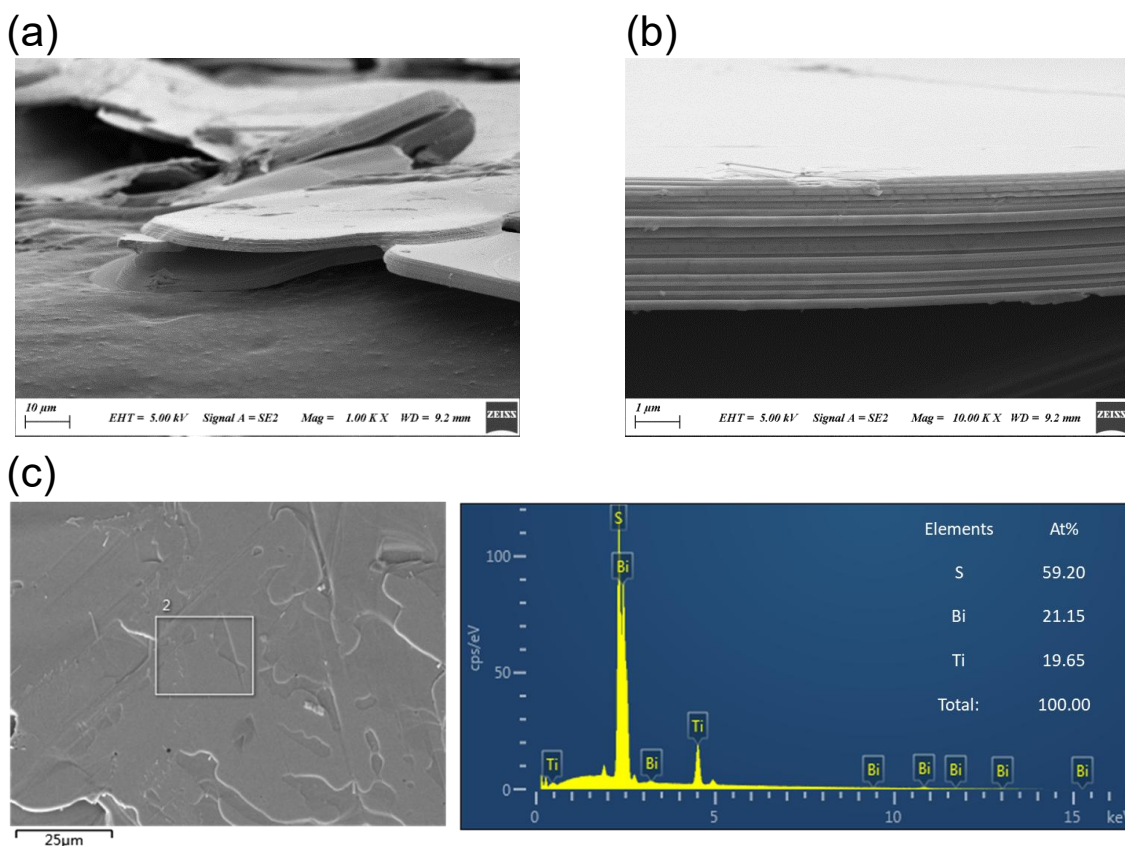 (a)
(b)
10 µm
EHT = 5.00 kV Signal A = SE2 Mag = 1.00 K X WD = 9.2 mm
ZEISS
1 µm
EHT = 5.00 kV Signal A = SE2 Mag = 10.00 K X WD = 9.2 mm
ZEISS
(c)
2
25µm
S
Bi
Ti
Bi
Ti
Bi
Bi
Bi
Bi
Bi
cps/eV
100
50
0
0 5 10 15 keV
Elements At%
S 59.20
Bi 21.15
Ti 19.65
Total: 100.00